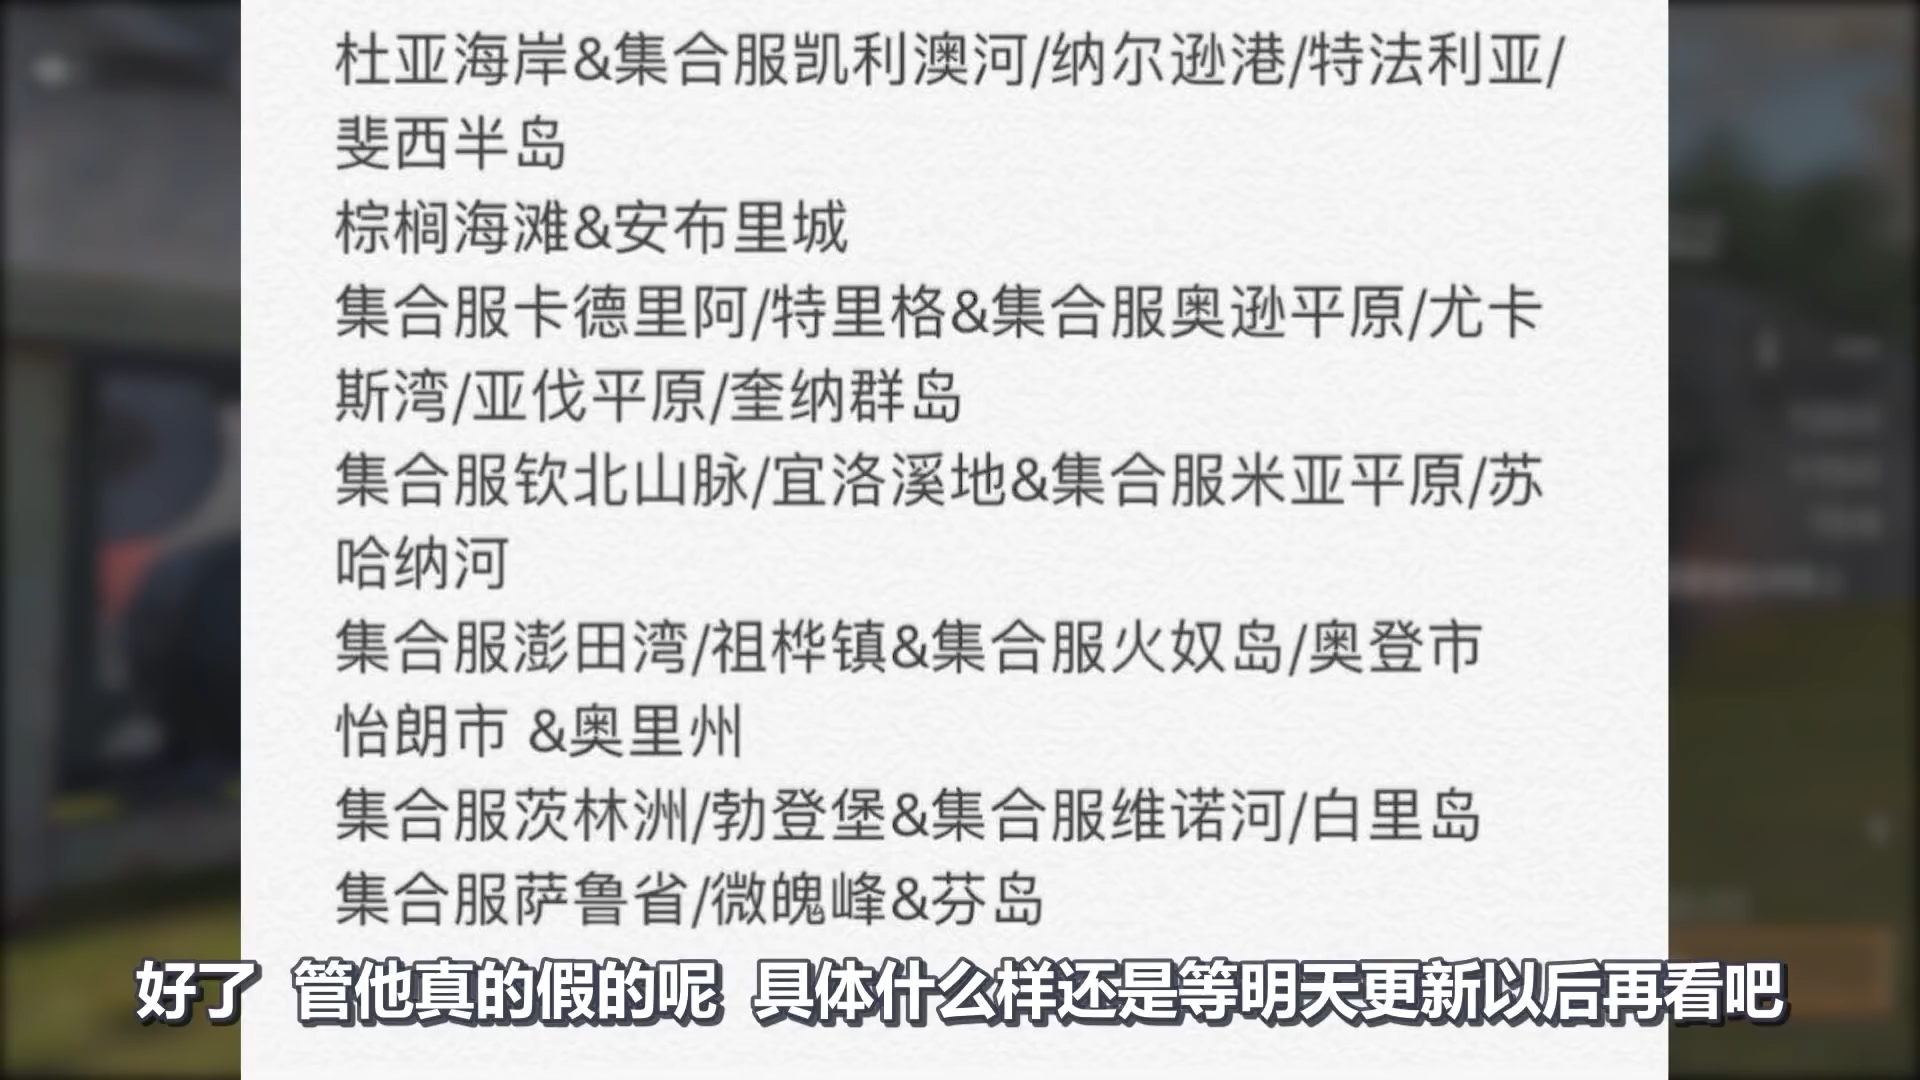 杜亚海岸&集合服凯利澳河/纳尔逊港/特法利亚/
斐西半岛
棕榈海滩&安布里城
集合服卡德里阿/特里格&集合服奥逊平原/尤卡
斯湾/亚伐平原/奎纳群岛
集合服钦北山脉/宜洛溪地&集合服米亚平原/苏
哈纳河
集合服澎田湾/祖桦镇&集合服火奴岛/奥登市
怡朗市 &奥里州
集合服茨林洲/勃登堡&集合服维诺河/白里岛
集合服萨鲁省/微魄峰&芬岛
好了 管他真的假的呢 具体什么样还是等明天更新以后再看吧